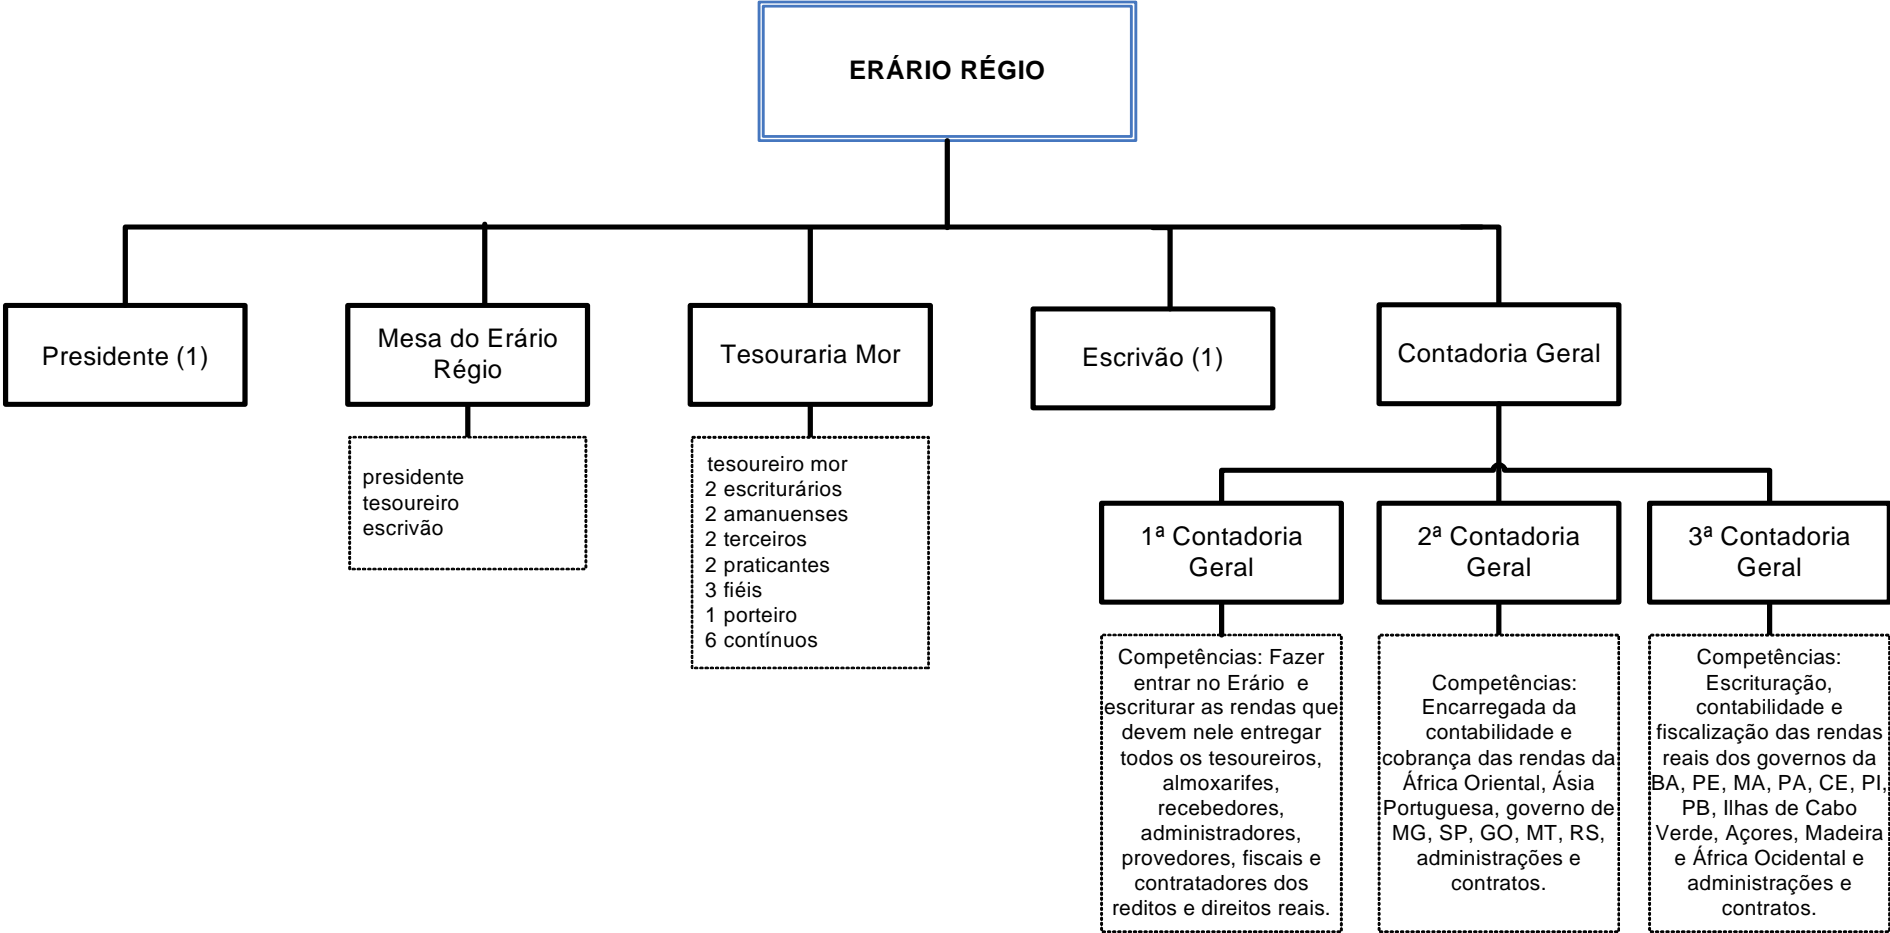 ERÁRIO RÉGIO
Presidente (1)
Mesa do Erário
Régio
Tesouraria Mor
Escrivão (1)
Contadoria Geral
presidente
tesoureiro
escrivão
tesoureiro mor
2 escriturários
2 amanuenses
2 terceiros
2 praticantes
3 fiéis
1 porteiro
6 contínuos
1ª Contadoria
Geral
2ª Contadoria
Geral
3ª Contadoria
Geral
Competências: Fazer
entrar no Erário e
escriturar as rendas que
devem nele entregar
todos os tesoureiros,
almoxarifes,
recebedores,
administradores,
provedores, fiscais e
contratadores dos
reditos e direitos reais.
Competências:
Encarregada da
contabilidade e
cobrança das rendas da
África Oriental, Ásia
Portuguesa, governo de
MG, SP, GO, MT, RS,
administrações e
contratos.
Competências:
Escrituração,
contabilidade e
fiscalização das rendas
reais dos governos da
BA, PE, MA, PA, CE, PI,
PB, Ilhas de Cabo
Verde, Açores, Madeira
e África Ocidental e
administrações e
contratos.